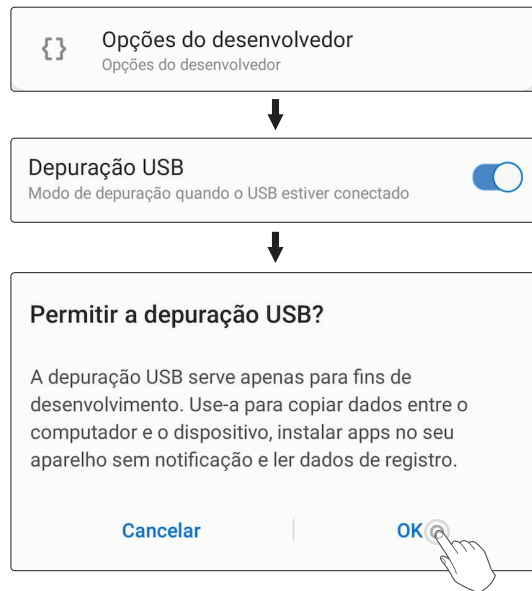 {}
Opções do desenvolvedor
Opções do desenvolvedor
Depuração USB
Modo de depuração quando o USB estiver conectado
Permitir a depuração USB?
A depuração USB serve apenas para fins de
desenvolvimento. Use-a para copiar dados entre o
computador e o dispositivo, instalar apps no seu
aparelho sem notificação e ler dados de registro.
Cancelar
OK